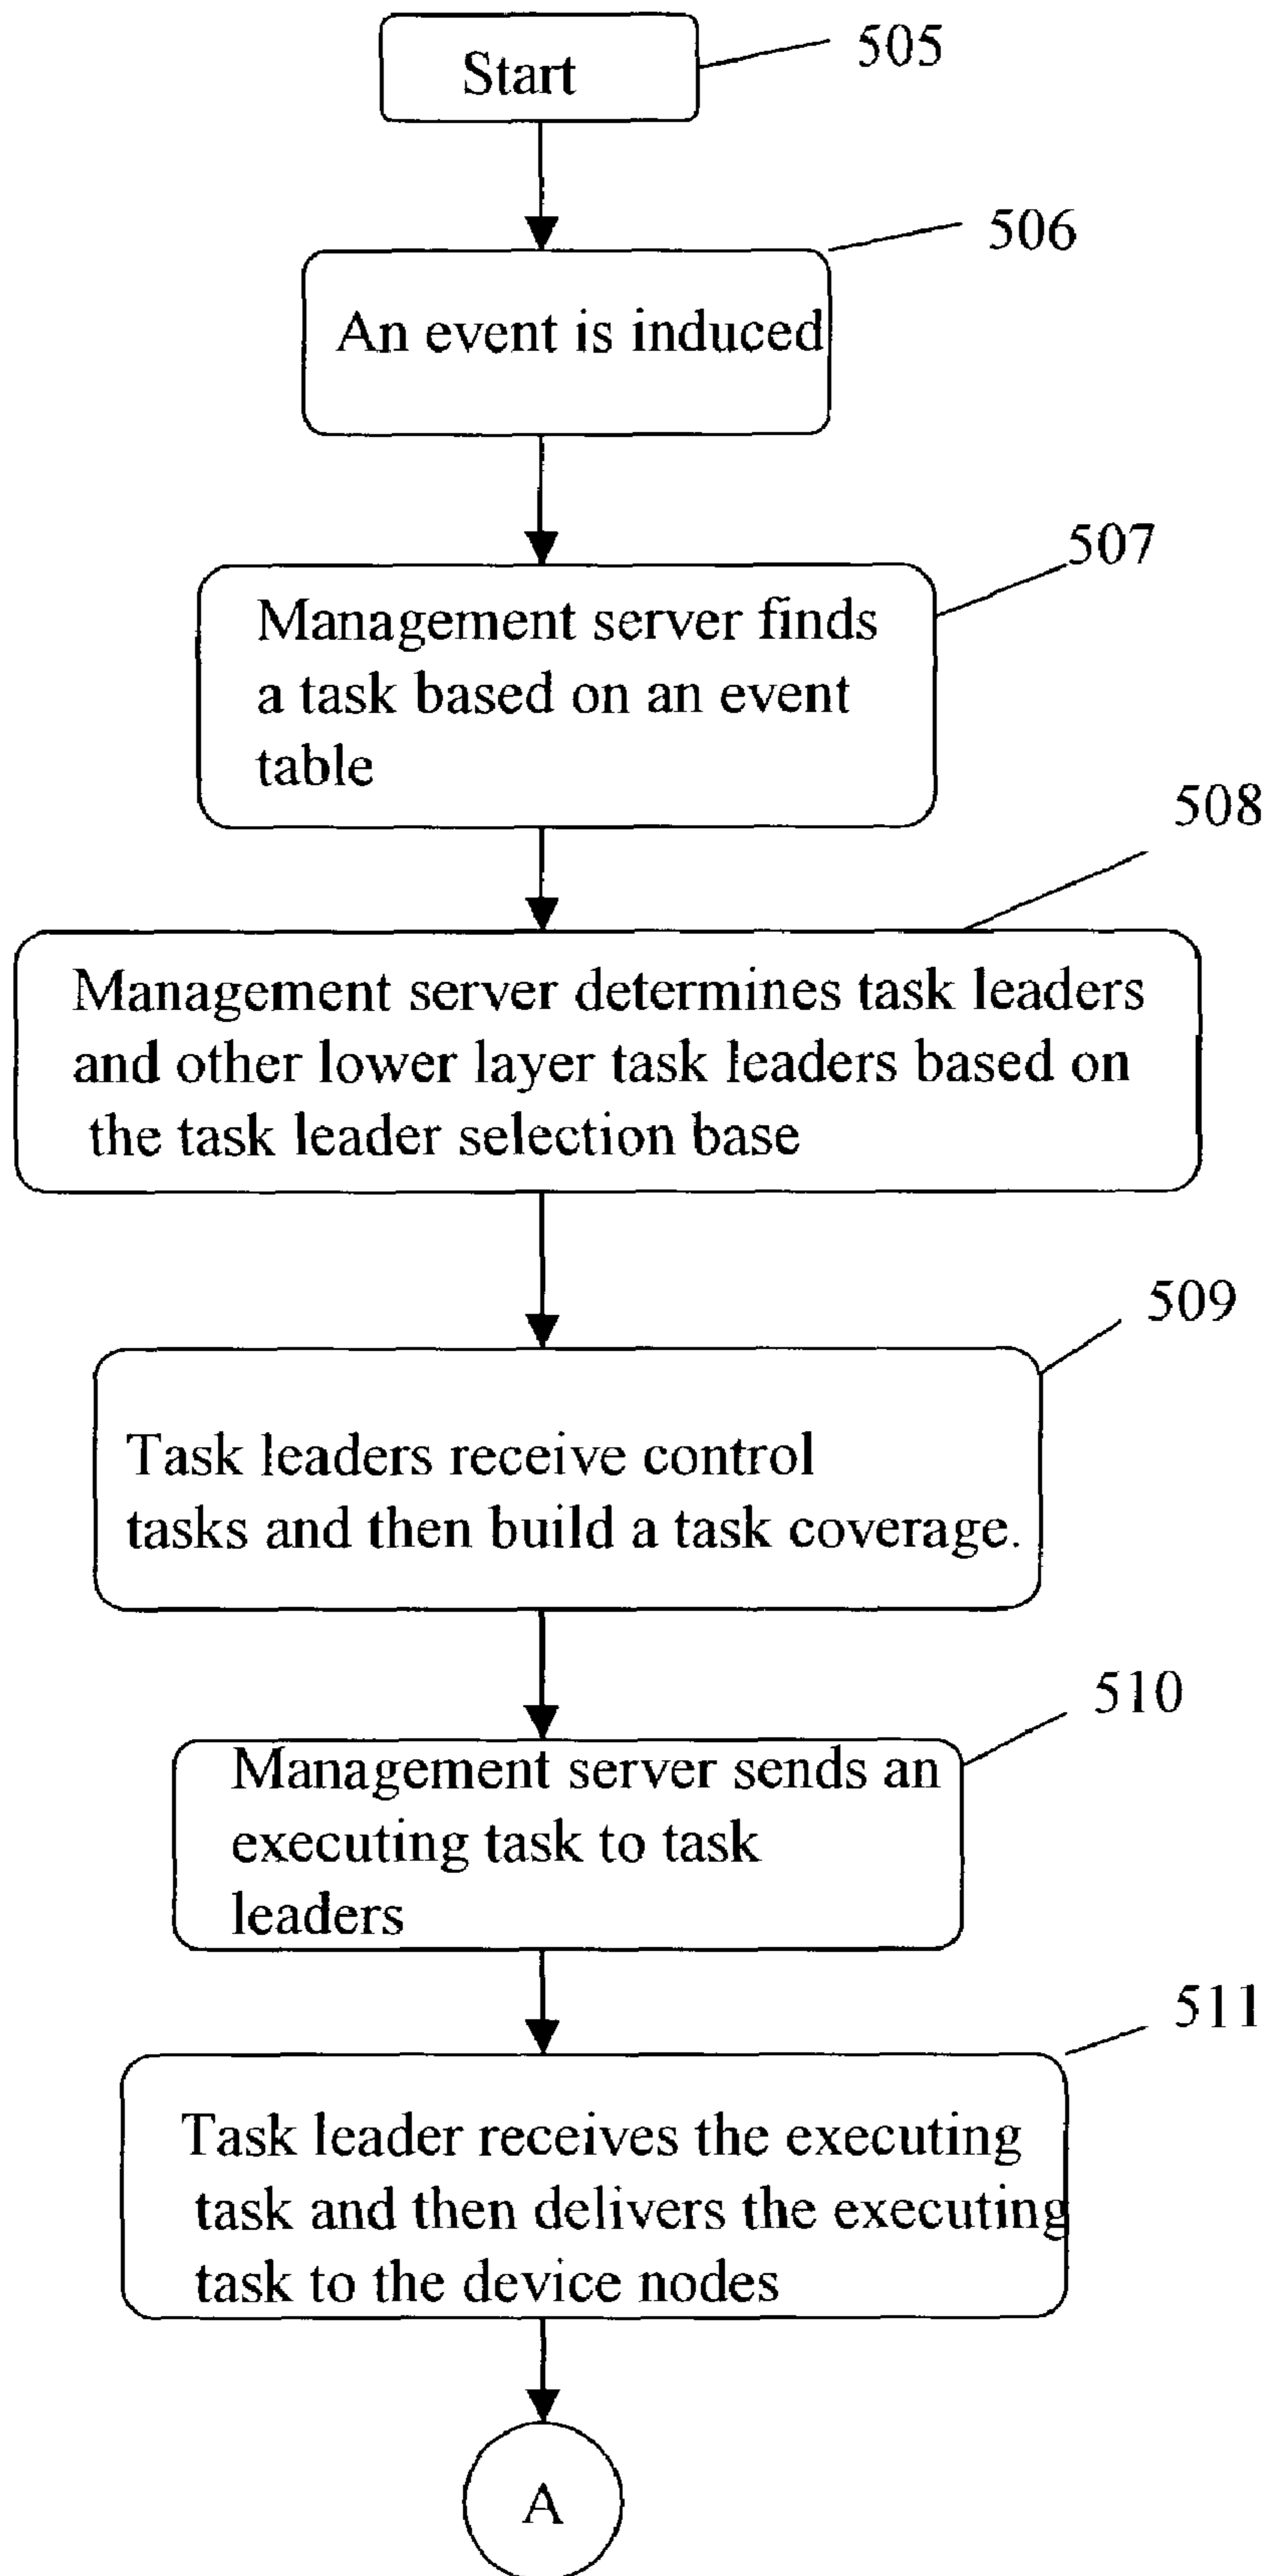 Start
505
506
An event is induced
507
Management server finds
a task based on an event
table
508
Management server determines task leaders
and other lower layer task leaders based on
the task leader selection base
509
Task leaders receive control
tasks and then build a task coverage.
510
Management server sends an
executing task to task
leaders
511
Task leader receives the executing
task and then delivers the executing
task to the device nodes
A